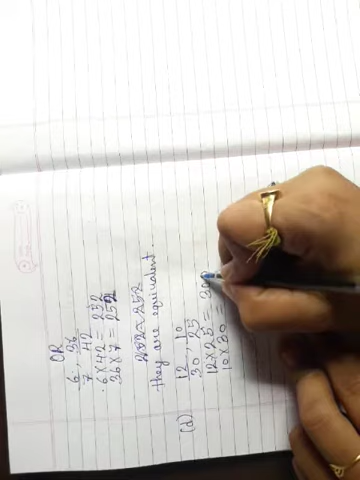 OR
6/7, 36/42
6 x 42 = 252
36 x 7 = 252
252 = 252
they are equivalent.
(d) 12/30, 10/25
12 x 25 = 30
10 x 30 =